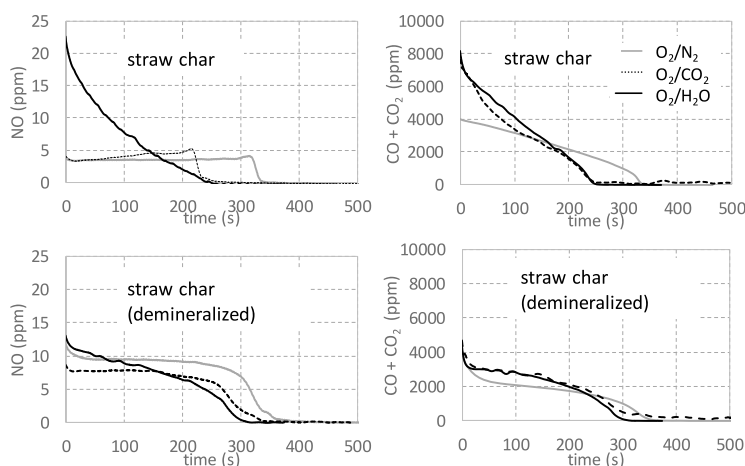 25
20
15
10
5
0
NO (ppm)
straw char
0 100 200 300 400 500
time (s)
10000
8000
6000
4000
2000
0
CO + CO₂ (ppm)
straw char
O₂/N₂
O₂/CO₂
O₂/H₂O
0 100 200 300 400 500
time (s)
25
20
15
10
5
0
NO (ppm)
straw char
(demineralized)
0 100 200 300 400 500
time (s)
10000
8000
6000
4000
2000
0
CO + CO₂ (ppm)
straw char
(demineralized)
0 100 200 300 400 500
time (s)